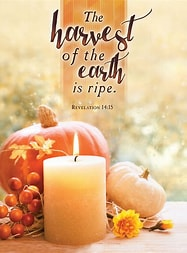 The
harvest
of the
earth
is ripe.
Revelation 14:15